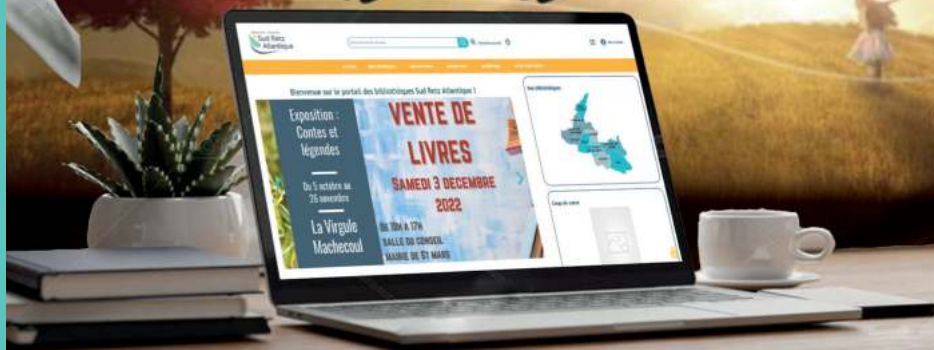 Sud Retz
Atlantique
Bienvenue sur le portail des bibliothèques Sud Retz Atlantique !
Exposition :
Contes et
légendes
Du 5 octobre au
26 novembre
La Virgule
Machecoul
VENTE DE
LIVRES
SAMEDI 3 DECEMBRE
2022
DE 10H A 17H
SALLE DU CONSEIL
MAIRIE DE ST MARS
Vos bibliothèques
Coup de coeur